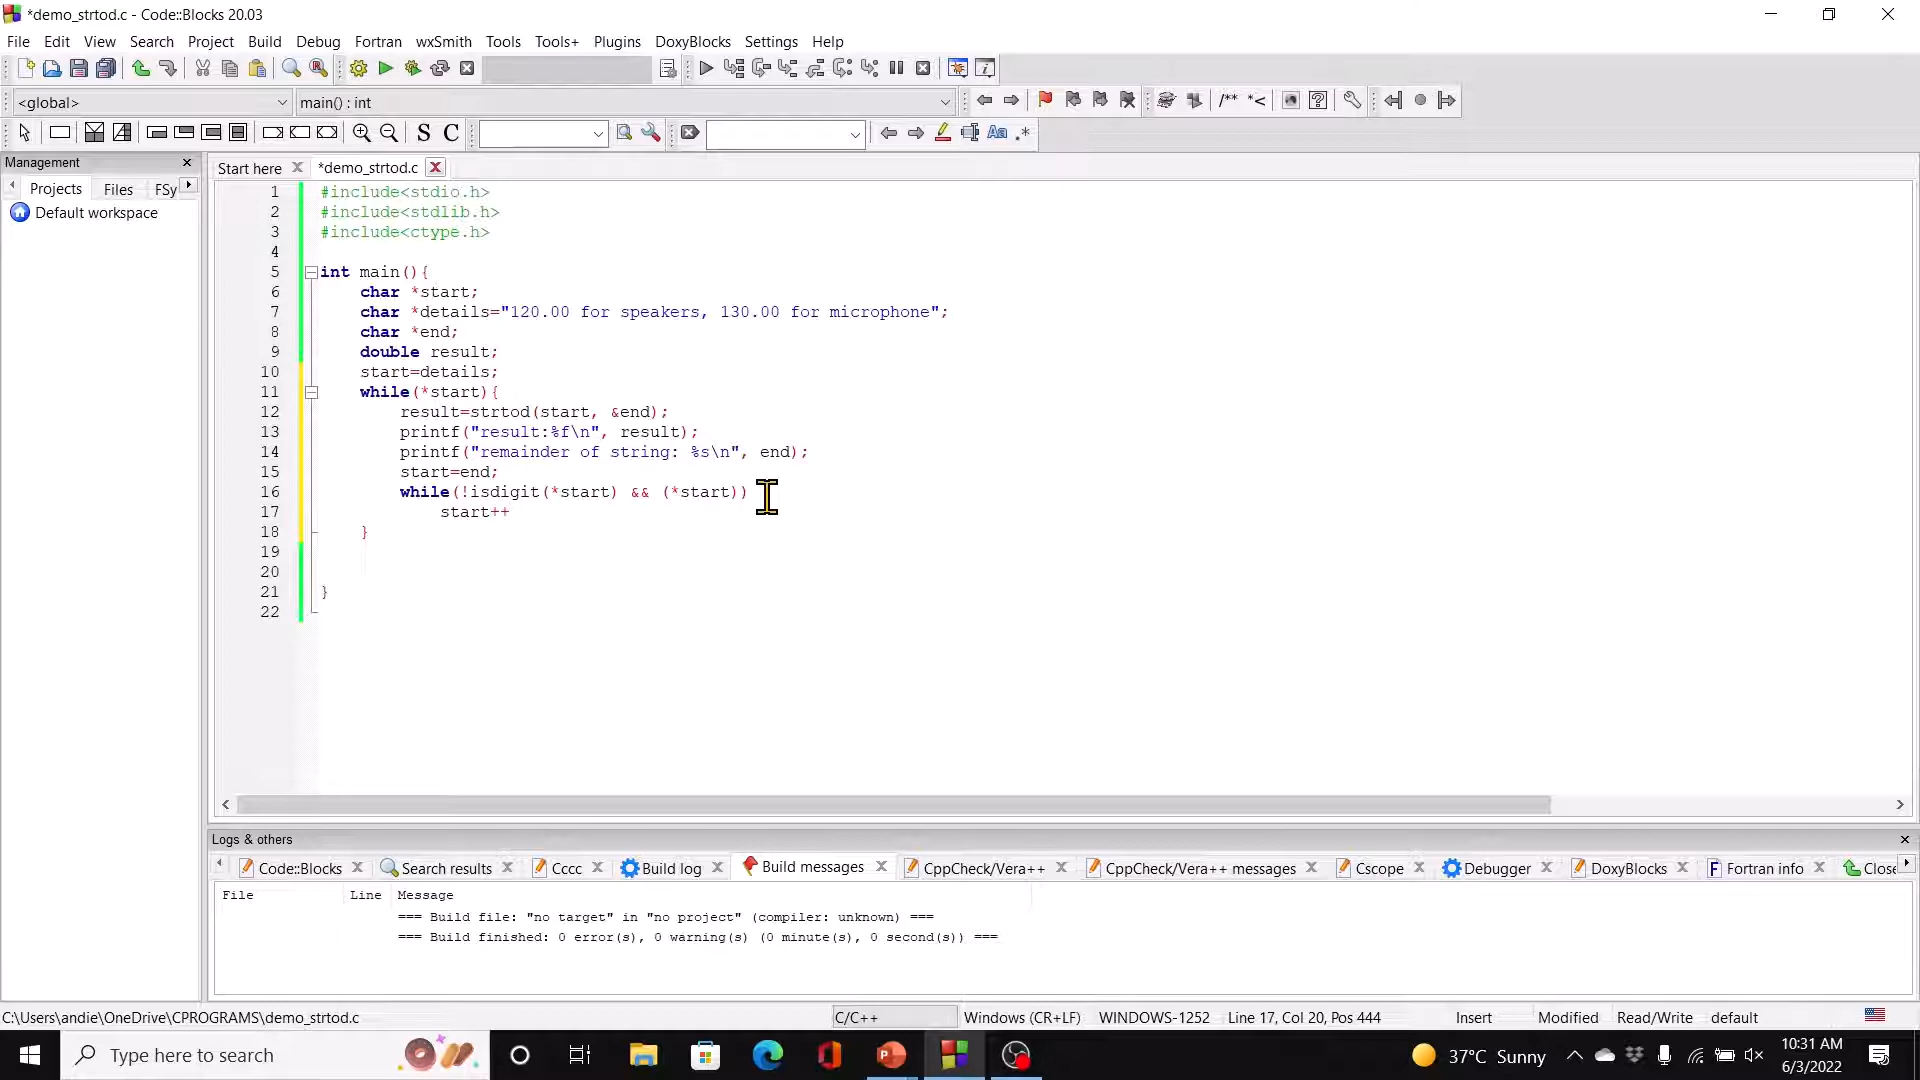 *demo_strtod.c - Code::Blocks 20.03
File Edit View Search Project Build Debug Fortran wxSmith Tools Tools+ Plugins DoxyBlocks Settings Help
<global> main() : int
/** *<
S C Aa .*
Management
Projects Files FSy
Default workspace
Start here *demo_strtod.c
1 #include<stdio.h>
2 #include<stdlib.h>
3 #include<ctype.h>
4
5 int main(){
6 char *start;
7 char *details="120.00 for speakers, 130.00 for microphone";
8 char *end;
9 double result;
10 start=details;
11 while(*start){
12 result=strtod(start, &end);
13 printf("result:%f\n", result);
14 printf("remainder of string: %s\n", end);
15 start=end;
16 while(!isdigit(*start) && (*start))
17 start++
18 }
19
20
21 }
22
Logs & others
Code::Blocks Search results Cccc Build log Build messages CppCheck/Vera++ CppCheck/Vera++ messages Cscope Debugger DoxyBlocks Fortran info Close
File Line Message
=== Build file: "no target" in "no project" (compiler: unknown) ===
=== Build finished: 0 error(s), 0 warning(s) (0 minute(s), 0 second(s)) ===
C:\Users\andie\OneDrive\CPROGRAMS\demo_strtod.c C/C++ Windows (CR+LF) WINDOWS-1252 Line 17, Col 20, Pos 444 Insert Modified Read/Write default
Type here to search 37°C Sunny 10:31 AM
6/3/2022